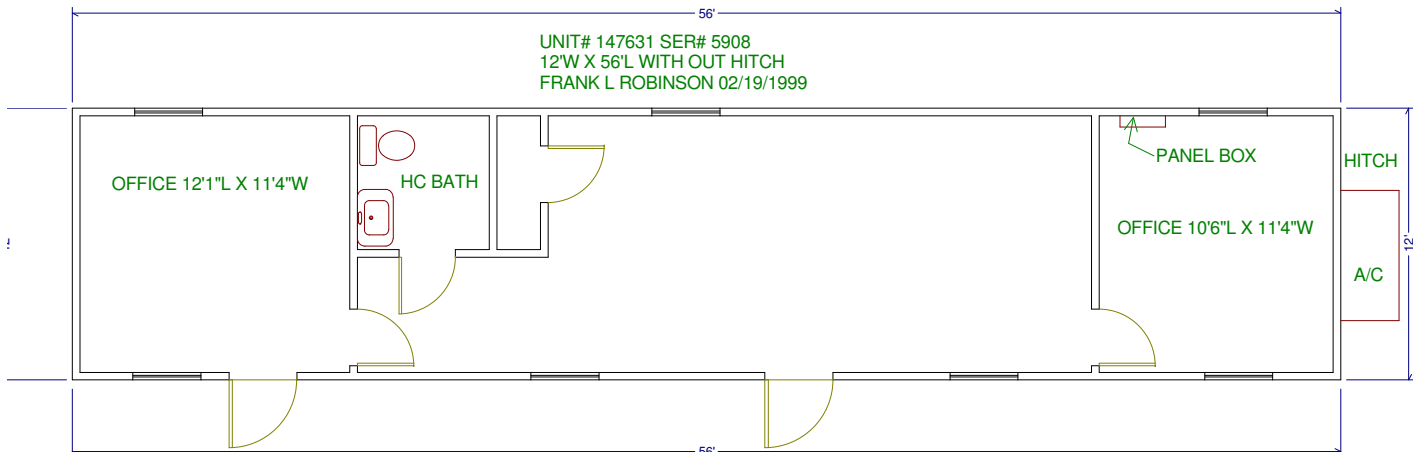 56'
UNIT# 147631 SER# 5908
12'W X 56'L WITH OUT HITCH
FRANK L ROBINSON 02/19/1999
OFFICE 12'1"L X 11'4"W
HC BATH
PANEL BOX
HITCH
OFFICE 10'6"L X 11'4"W
12'
A/C
56'